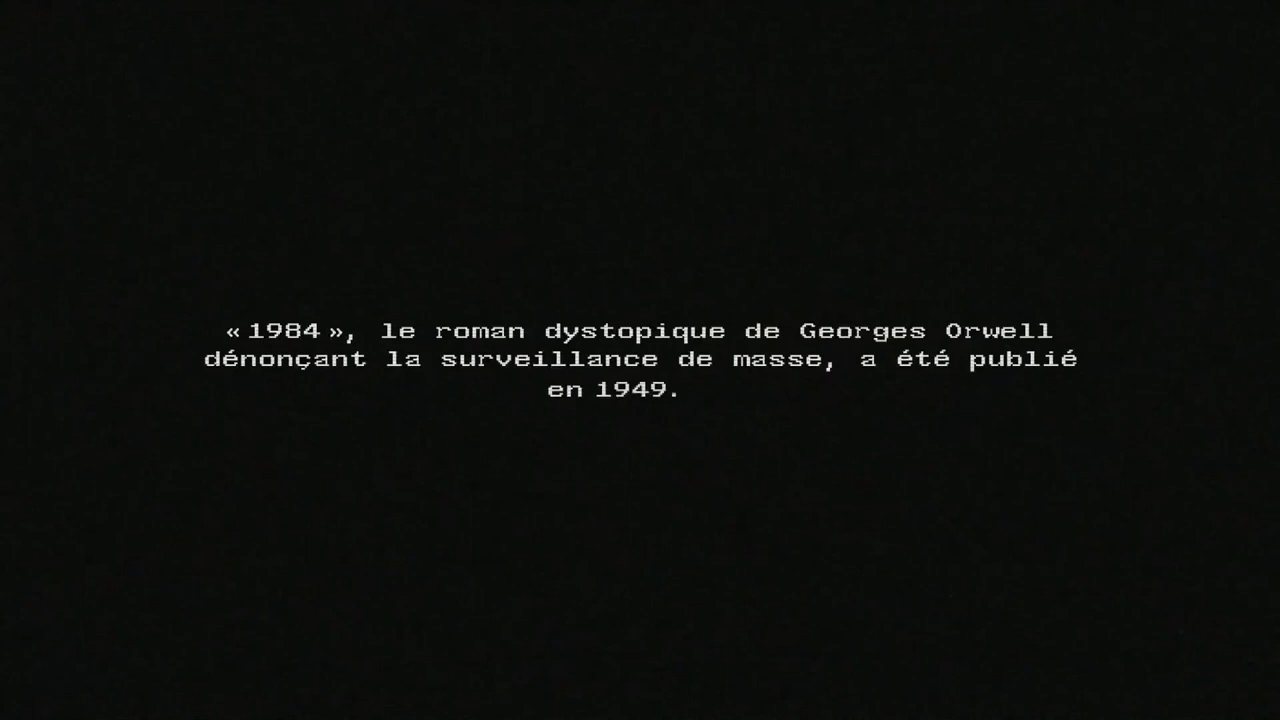 « 1984 », le roman dystopique de Georges Orwell
dénonçant la surveillance de masse, a été publié
en 1949.